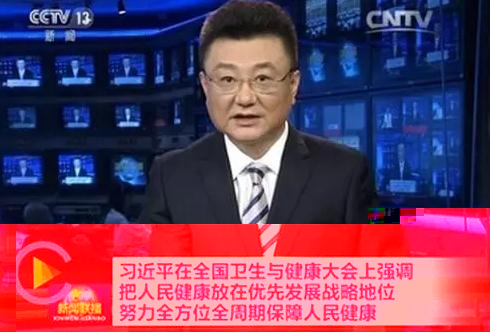 CCTV 13
CNTV
新闻
习近平在全国卫生与健康大会上强调
把人民健康放在优先发展战略地位
努力全方位全周期保障人民健康
新闻联播
XINWEN LIANBO